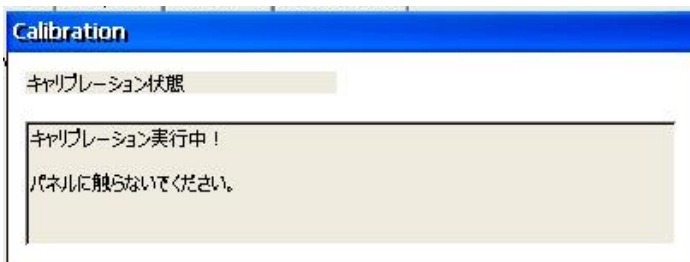 Calibration
キャリブレーション状態
キャリブレーション実行中！
パネルに触らないでください。